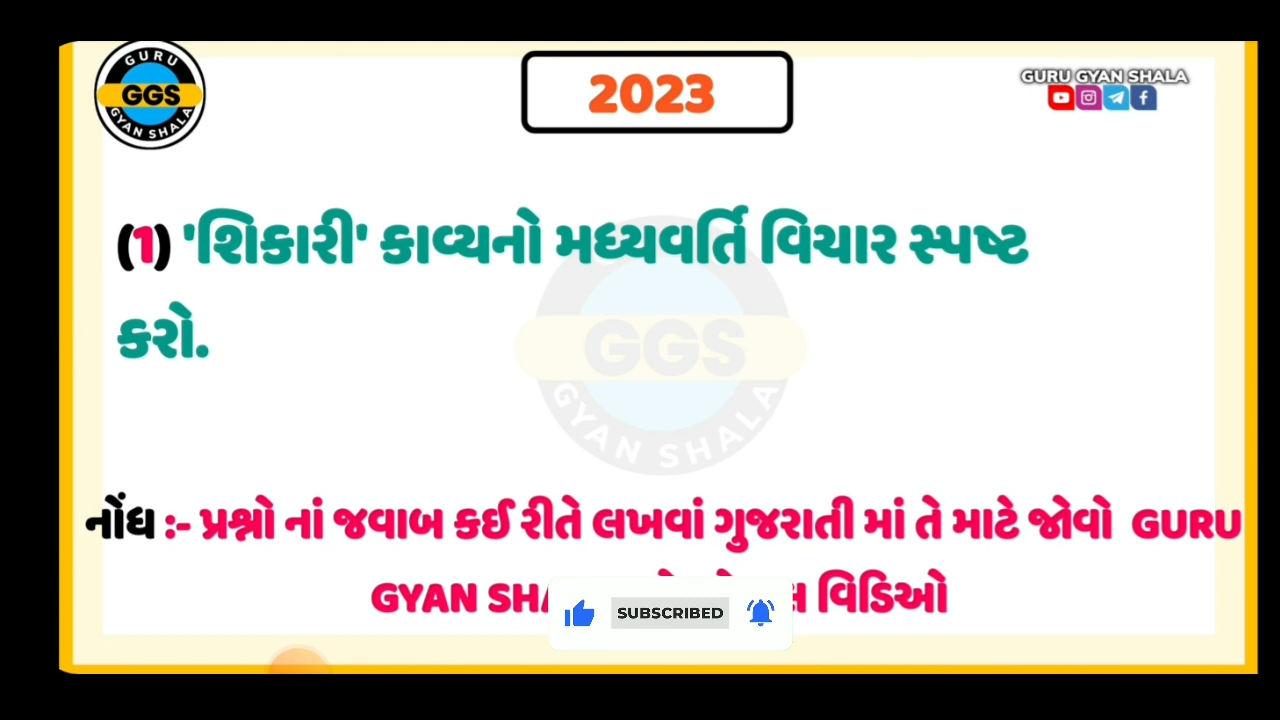 GURU
GGS
GYAN SHALA
2023
GURU GYAN SHALA
(1) 'શિકારી' કાવ્યનો મધ્યવર્તિ વિચાર સ્પષ્ટ
કરો.
GGS
GYAN SHALA
નોંધ :- પ્રશ્નો નાં જવાબ કઈ રીતે લખવાં ગુજરાતી માં તે માટે જોવો GURU
GYAN વિડિઓ
SUBSCRIBED